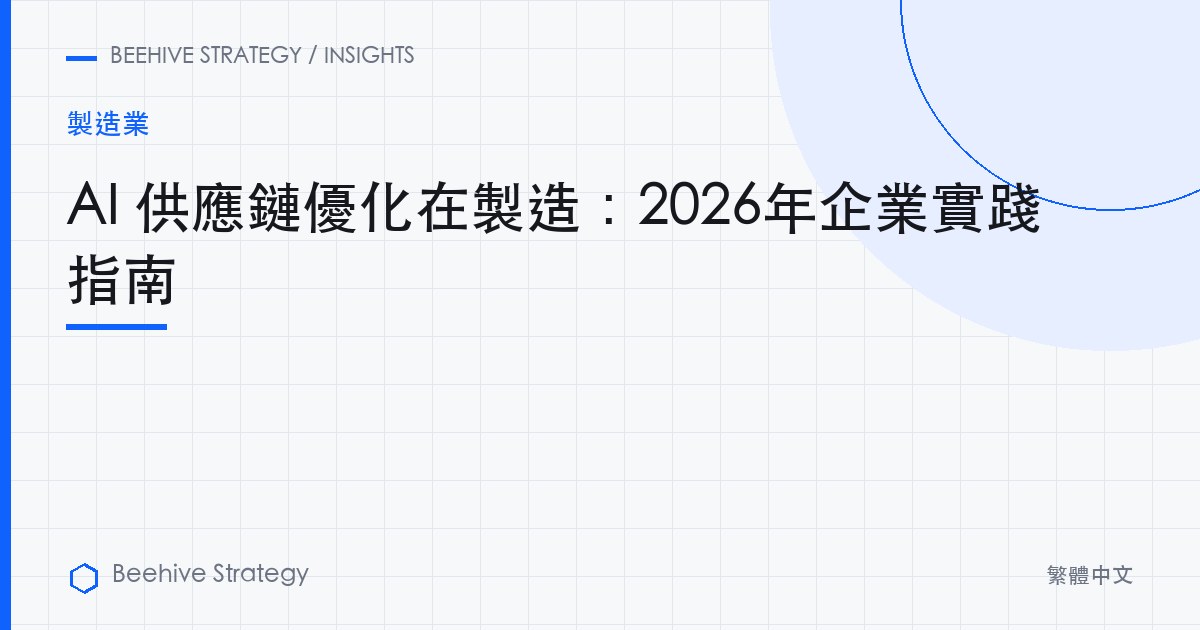 BEEHIVE STRATEGY / INSIGHTS
製造業
AI 供應鏈優化在製造：2026年企業實踐
指南
Beehive Strategy
繁體中文